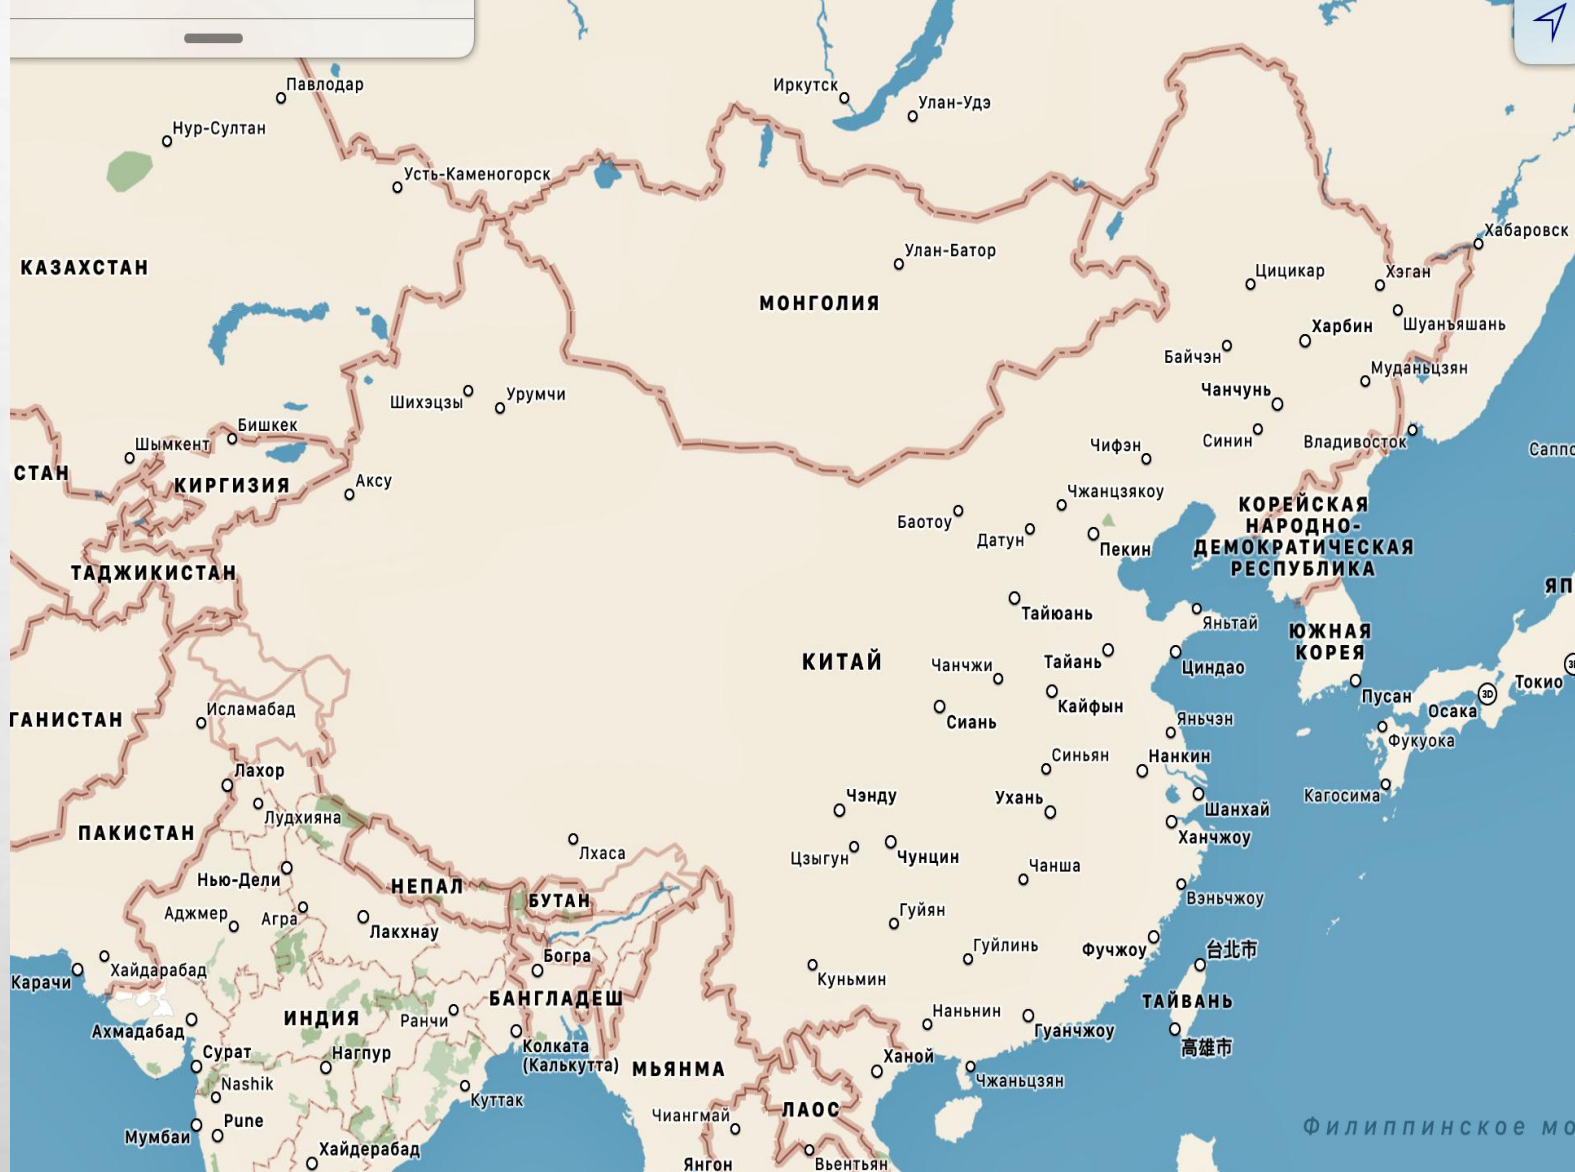 Павлодар
Иркутск
Улан-Удэ
Нур-Султан
Усть-Каменогорск
Хабаровск
Улан-Батор
КАЗАХСТАН
Цицикар
Хэган
МОНГОЛИЯ
Харбин
Шуанъяшань
Байчэн
Муданьцзян
Чанчунь
Шихэцзы
Урумчи
Бишкек
Шымкент
Синин
Владивосток
Чифэн
Саппо
СТАН
КИРГИЗИЯ
Аксу
Чжанцзякоу
Баотоу
Датун
Пекин
КОРЕЙСКАЯ
НАРОДНО-
ДЕМОКРАТИЧЕСКАЯ
РЕСПУБЛИКА
ТАДЖИКИСТАН
ЯП
Тайюань
Яньтай
ЮЖНАЯ
КОРЕЯ
КИТАЙ
Чанчжи
Тайань
Циндао
Токио
3D
Пусан
Осака
3D
Кайфын
Сиань
Исламабад
ГАНИСТАН
Яньчэн
Фукуока
Синьян
Нанкин
Лахор
Лудхияна
Чэнду
Ухань
Шанхай
Кагосима
ПАКИСТАН
Ханчжоу
Лхаса
Цзыгун
Чунцин
Чанша
Нью-Дели
НЕПАЛ
БУТАН
Вэньчжоу
Аджмер
Агра
Лакхнау
Гуйян
Гуйлинь
Фучжоу
台北市
Богра
Хайдарабад
Карачи
Куньмин
БАНГЛАДЕШ
ТАЙВАНЬ
ИНДИЯ
Ранчи
Наньнин
Гуанчжоу
Ахмадабад
Колката
(Калькутта)
高雄市
Сурат
Нагпур
МЬЯНМА
Ханой
Чжаньцзян
Nashik
Куттак
Чиангмай
ЛАОС
Pune
Мумбаи
Филиппинское мо
Хайдерабад
Янгон
Вьентьян